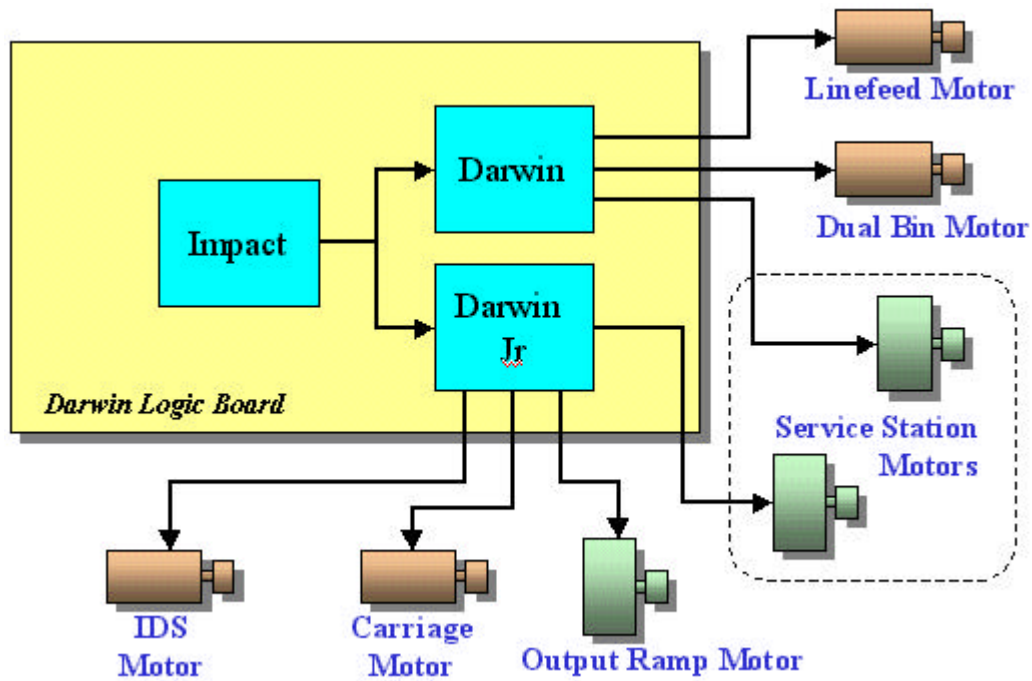 Linefeed Motor
Darwin
Dual Bin Motor
Impact
Darwin
Jr
Darwin Logic Board
Service Station
Motors
IDS
Motor
Carriage
Motor
Output Ramp Motor